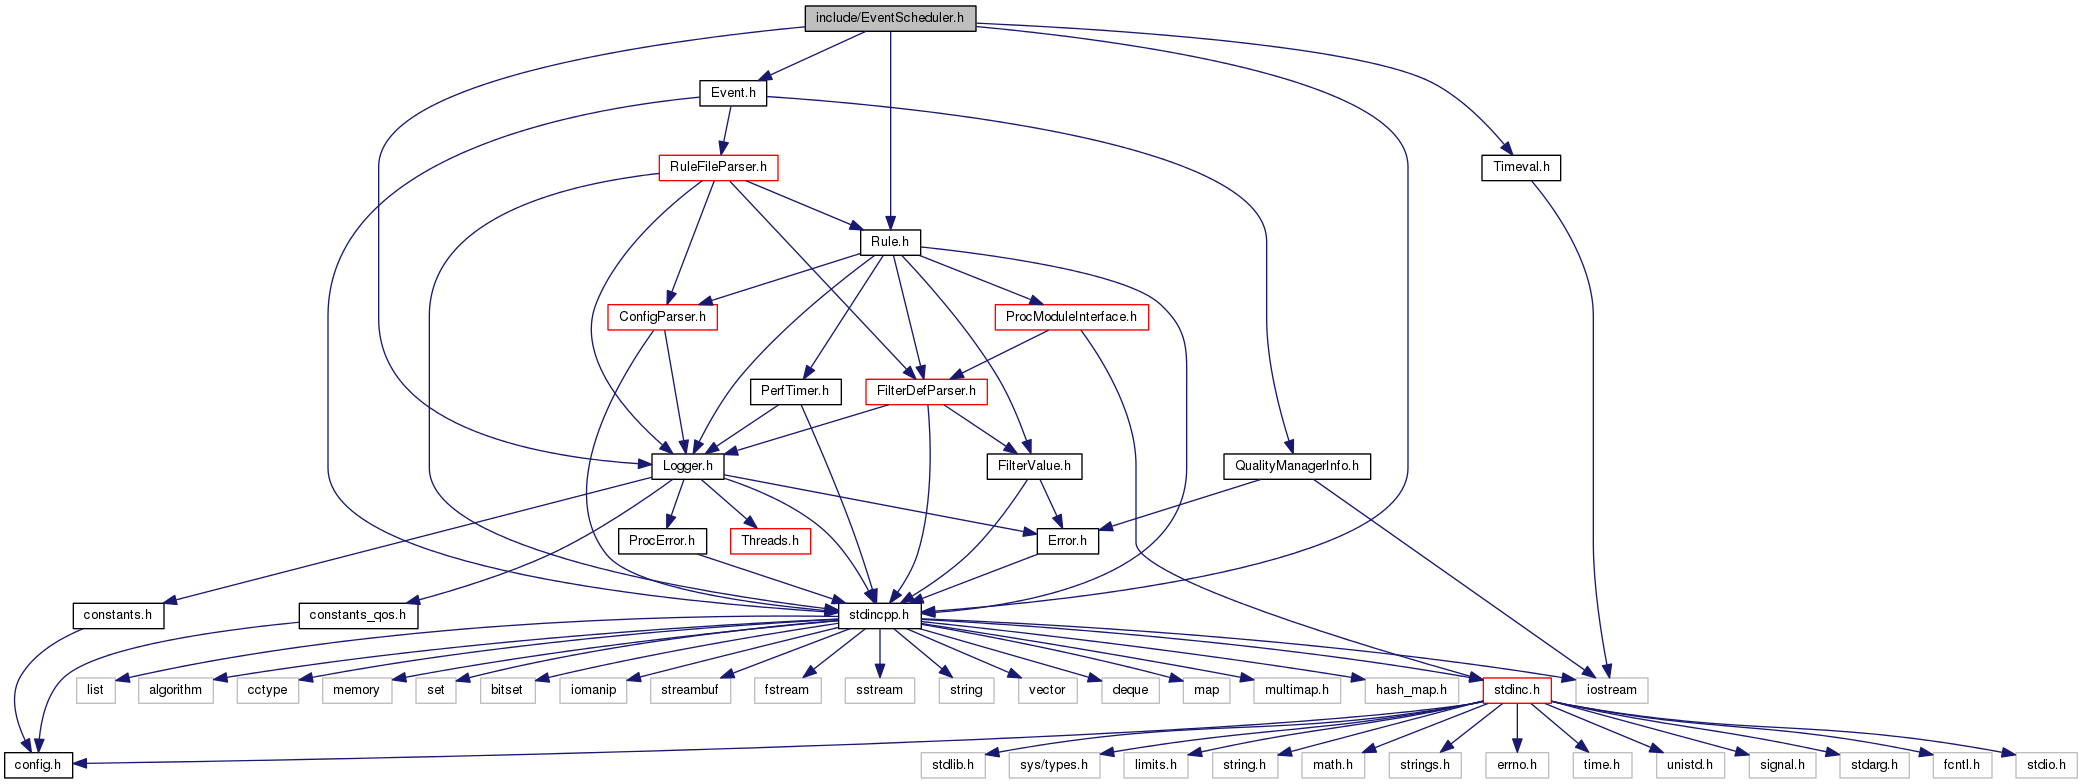 include/EventScheduler.h
Event.h
RuleFileParser.h
Timeval.h
Rule.h
ConfigParser.h
ProcModuleInterface.h
PerfTimer.h
FilterDefParser.h
Logger.h
FilterValue.h
QualityManagerInfo.h
ProcError.h
Threads.h
Error.h
constants.h
constants_qos.h
stdincpp.h
list
algorithm
cctype
memory
set
bitset
iomanip
streambuf
fstream
sstream
string
vector
deque
map
multimap.h
hash_map.h
stdinc.h
iostream
config.h
stdlib.h
sys/types.h
limits.h
string.h
math.h
strings.h
errno.h
time.h
unistd.h
signal.h
stdarg.h
fcntl.h
stdio.h